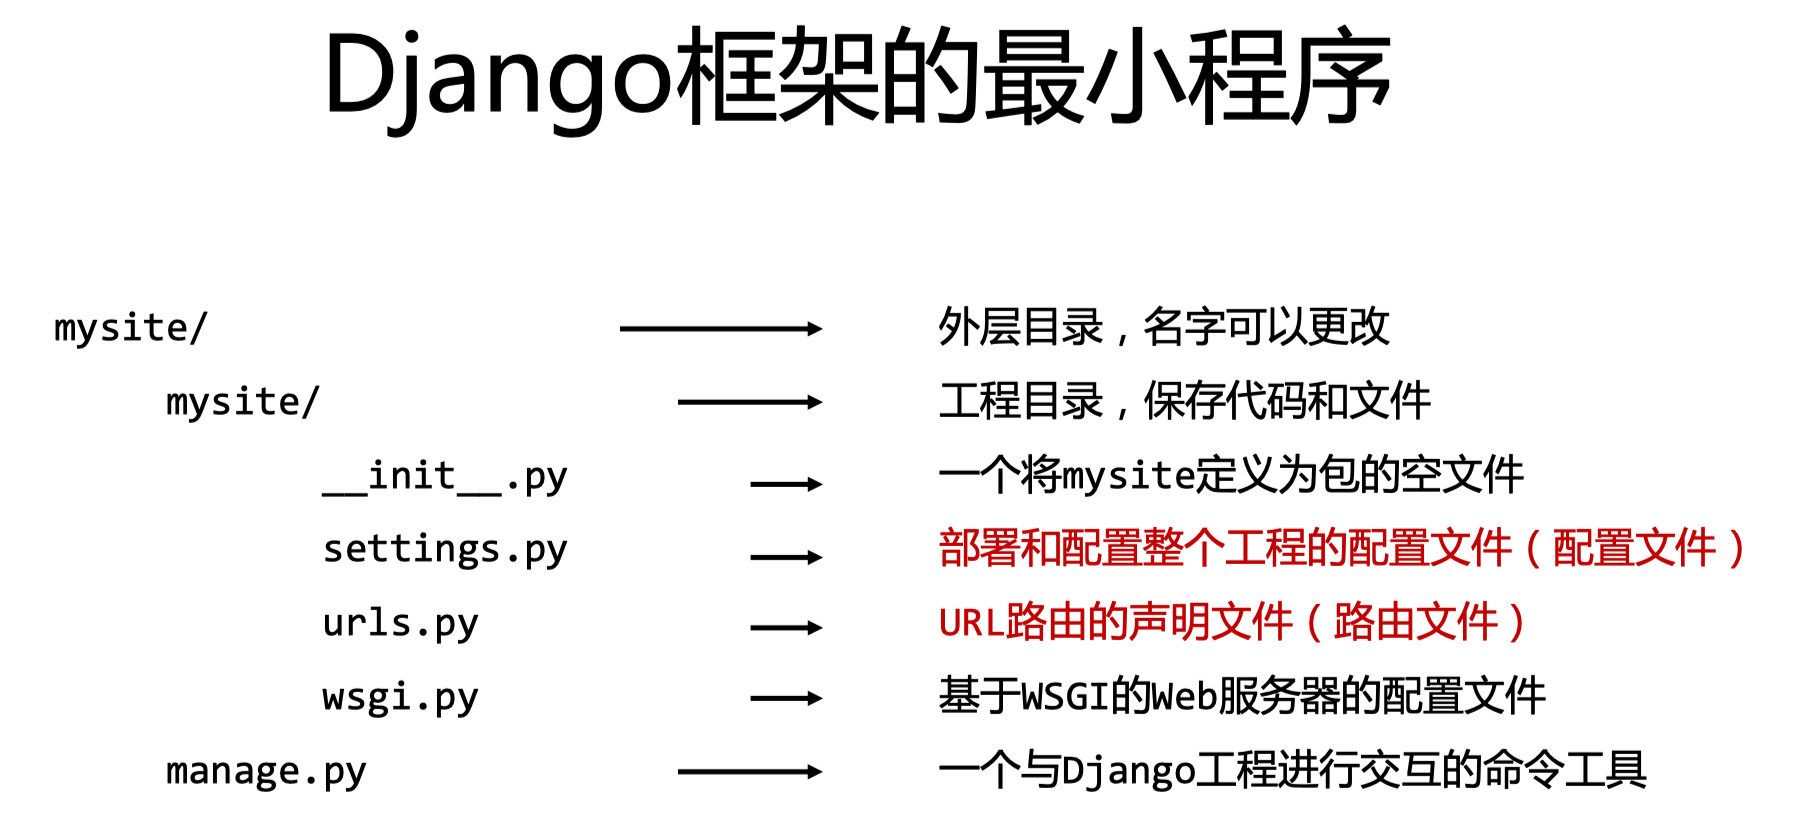 Django框架的最小程序
mysite/ 外层目录，名字可以更改
mysite/ 工程目录，保存代码和文件
__init__.py 一个将mysite定义为包的空文件
settings.py 部署和配置整个工程的配置文件（配置文件）
urls.py URL路由的声明文件（路由文件）
wsgi.py 基于WSGI的Web服务器的配置文件
manage.py 一个与Django工程进行交互的命令工具